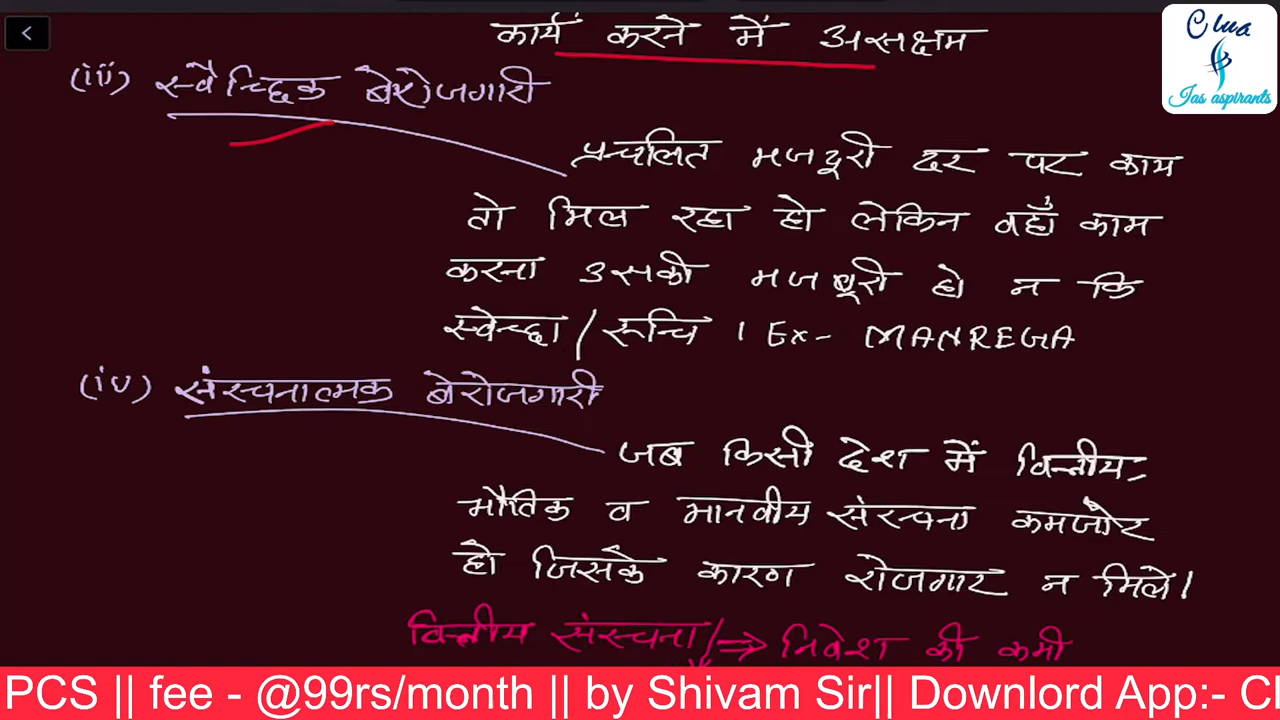 कार्य करने में असक्षम
Clua
Ias aspirants
(iii) स्वैच्छिक बेरोजगारी
प्रचलित मजदूरी दर पर काय
तो मिल रहा हो लेकिन वहाँ काम
करना उसकी मजबूरी हो न कि
स्वेच्छा / रूचि । Ex- MANREGA
(iv) संरचनात्मक बेरोजगारी
जब किसी देश में वित्तीय,
भौतिक व मानवीय संरचना कमजोर
हो जिसके कारण रोजगार न मिले।
वित्तीय संरचना / ⇒ निवेश की कमी
PCS || fee - @99rs/month || by Shivam Sir|| Downlord App:- Cl